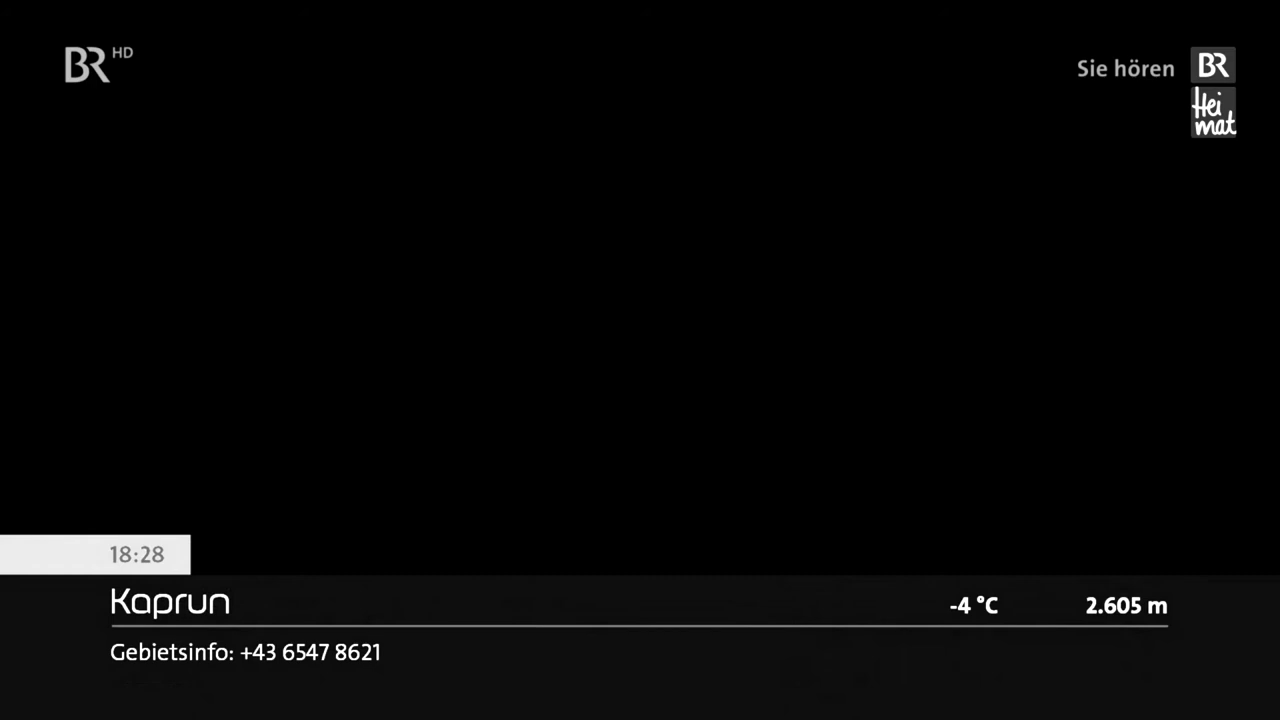 BR HD
Sie hören BR
Hei
mat
18:28
Kaprun -4 °C 2.605 m
Gebietsinfo: +43 6547 8621